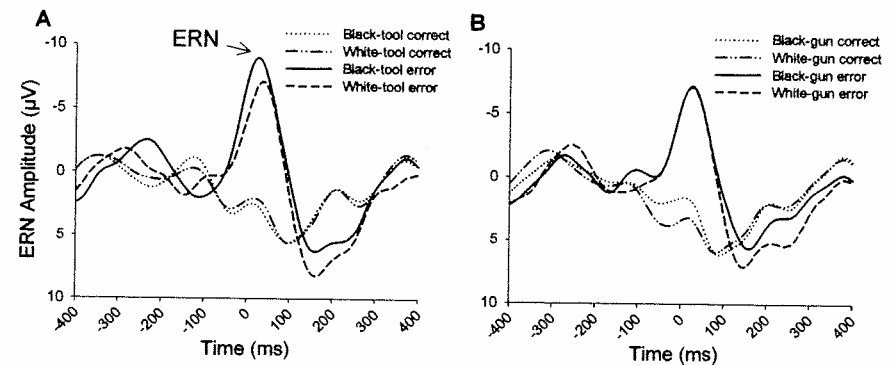 A
ERN
Black-tool correct
White-tool correct
Black-tool error
White-tool error
ERN Amplitude (µV)
-10
-5
0
5
10
-400
-300
-200
-100
0
100
200
300
400
Time (ms)
B
Black-gun correct
White-gun correct
Black-gun error
White-gun error
-10
-5
0
5
10
-400
-300
-200
-100
0
100
200
300
400
Time (ms)